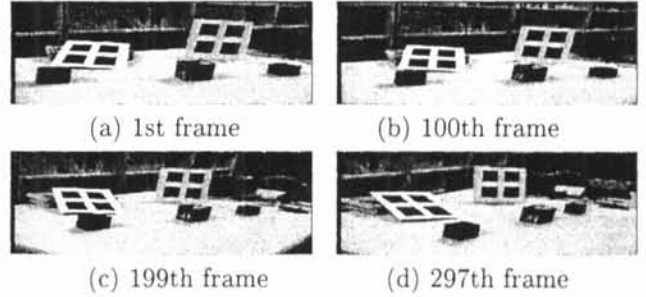 (a) 1st frame
(b) 100th frame
(c) 199th frame
(d) 297th frame